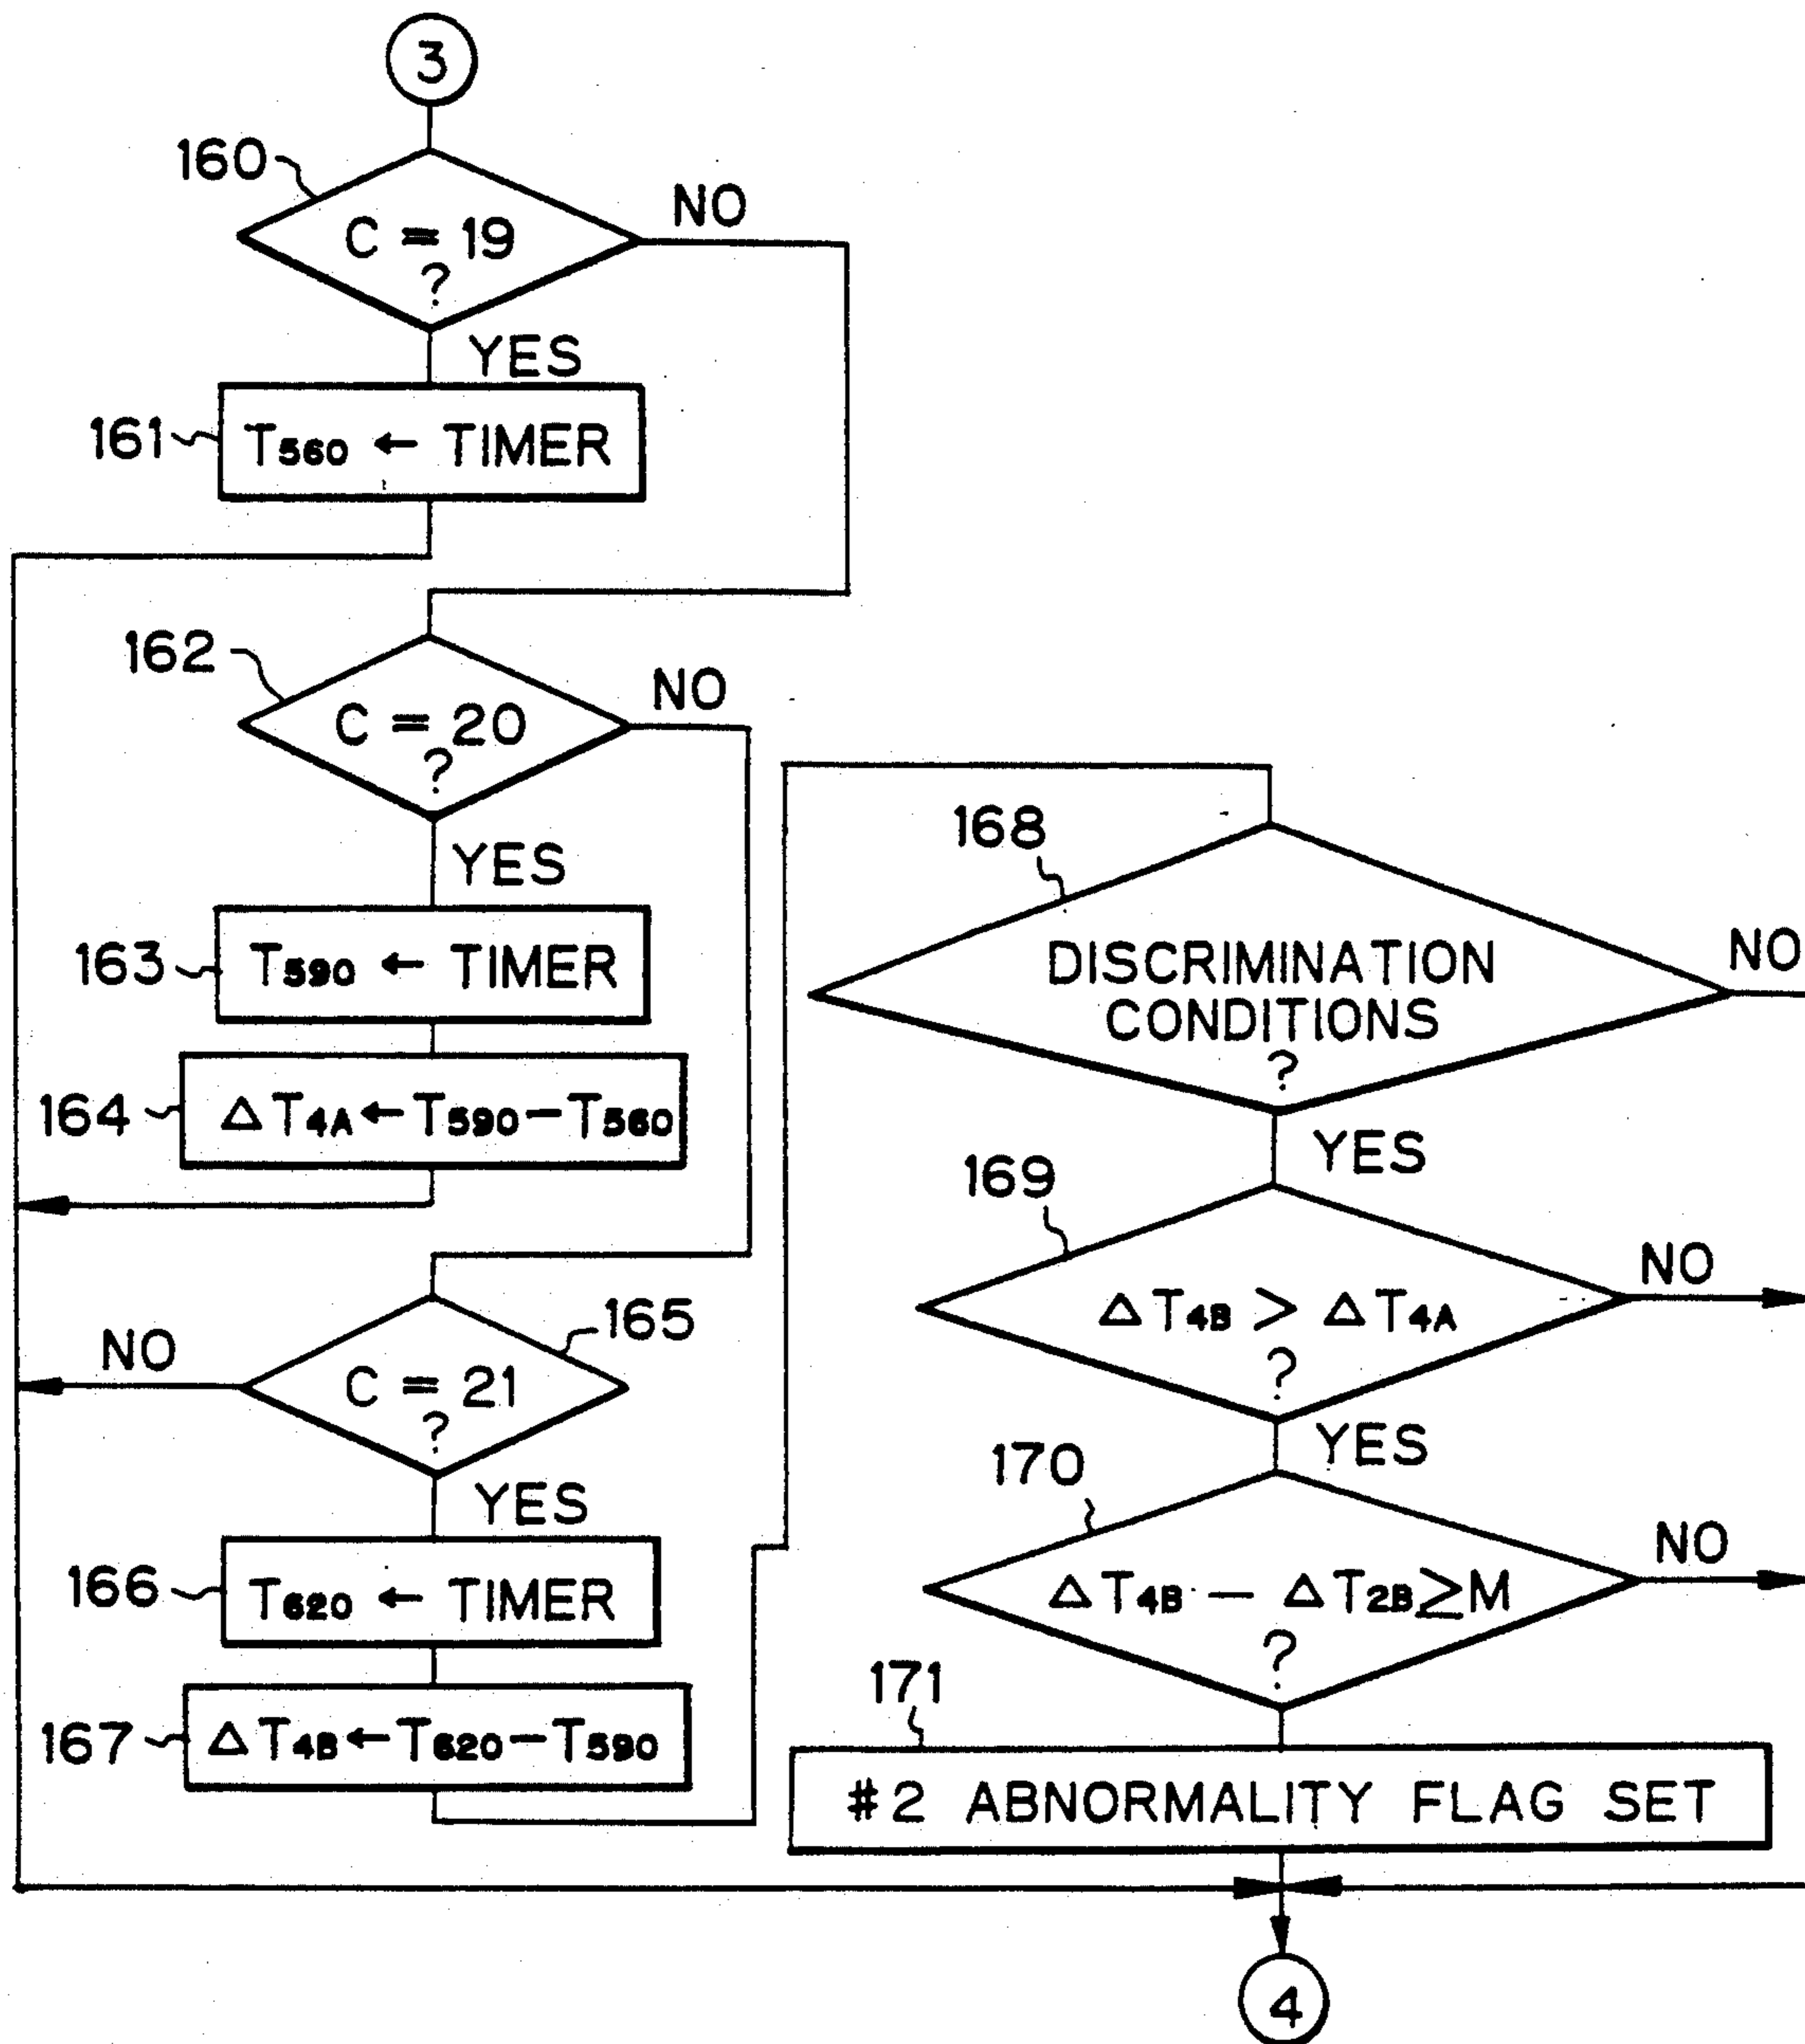 3
160
C = 19
?
NO
YES
161
T560 ← TIMER
162
C = 20
?
NO
YES
163
T590 ← TIMER
164
ΔT4A ← T590 − T560
165
C = 21
?
NO
YES
166
T620 ← TIMER
167
ΔT4B ← T620 − T590
168
DISCRIMINATION
CONDITIONS
?
NO
YES
169
ΔT4B > ΔT4A
?
NO
YES
170
ΔT4B − ΔT2B ≥ M
?
NO
171
#2 ABNORMALITY FLAG SET
4